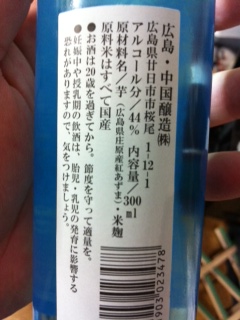 広島・中国醸造㈱
広島県廿日市市桜尾1-12-1
アルコール分/44% 内容量/300ml
原材料名/芋(広島県庄原産紅あずま)・米麹
原料米はすべて国産
●お酒は20歳を過ぎてから。節度を守って適量を。
●妊娠中や授乳期の飲酒は、胎児・乳児の発育に影響する
恐れがありますので、気をつけましょう。
903023478